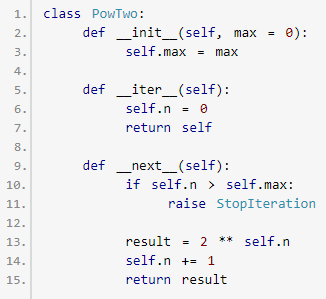 1. class PowTwo:
2.     def __init__(self, max = 0):
3.         self.max = max
4.
5.     def __iter__(self):
6.         self.n = 0
7.         return self
8.
9.     def __next__(self):
10.         if self.n > self.max:
11.             raise StopIteration
12.
13.         result = 2 ** self.n
14.         self.n += 1
15.         return result